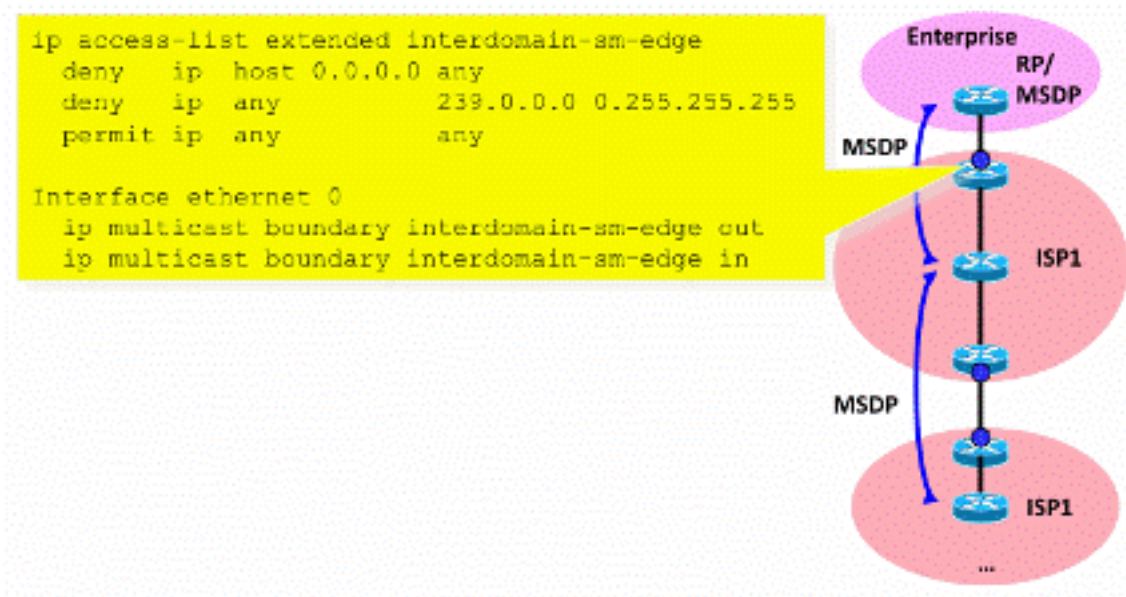 ip access-list extended interdomain-sm-edge
deny ip host 0.0.0.0 any
deny ip any 239.0.0.0 0.255.255.255
permit ip any any
Interface ethernet 0
ip multicast boundary interdomain-sm-edge out
ip multicast boundary interdomain-sm-edge in
Enterprise
RP/
MSDP
MSDP
ISP1
MSDP
ISP1
...